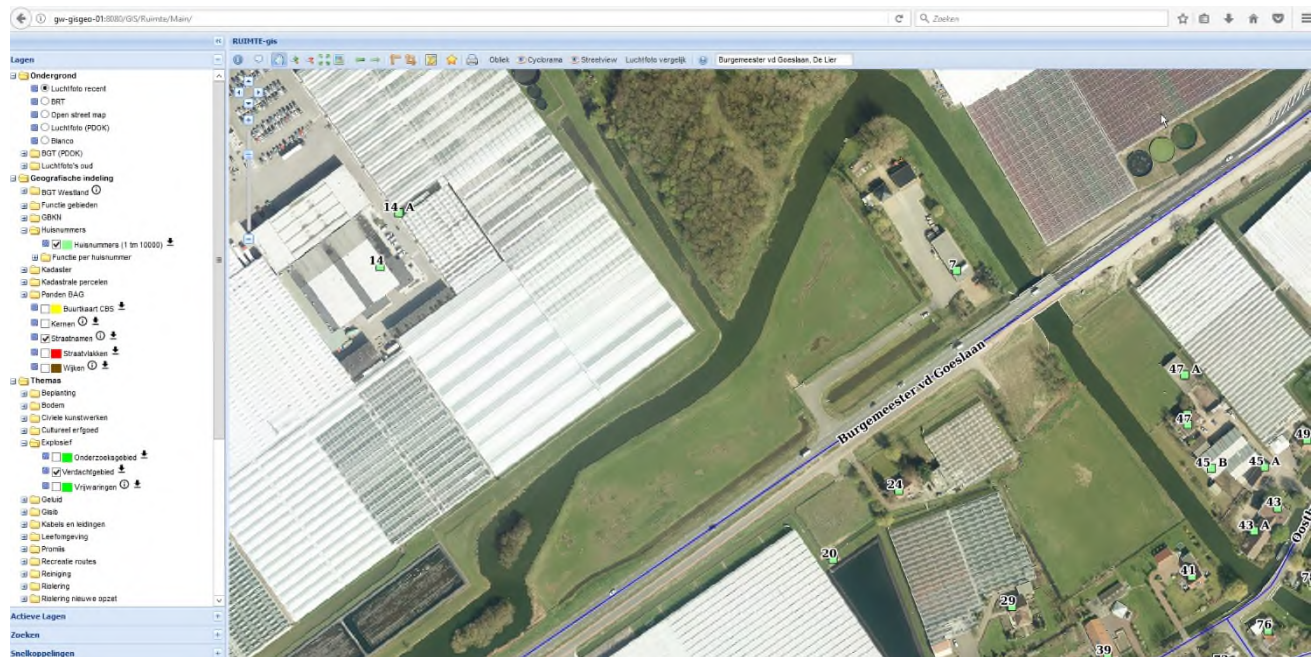 gw-gisgeo-01:8080/GIS/Ruimte/Main/
Zoeken
RUIMTE-gis
Lagen
Obliek Cyclorama Streetview Luchtfoto vergelijk Burgemeester vd Goeslaan, De Lier
Ondergrond
Luchtfoto recent
BRT
Open street map
Luchtfoto (PDOK)
Blanco
BGT (PDOK)
Luchtfoto's oud
Geografische indeling
BGT Westland
Functie gebieden
GBKN
Huisnummers
Huisnummers (1 tm 10000)
Functie per huisnummer
Kadaster
Kadastrale percelen
Panden BAG
Buurtkaart CBS
Kernen
Straatnamen
Straatvlakken
Wijken
Themas
Beplanting
Bodem
Civiele kunstwerken
Cultureel erfgoed
Explosief
Onderzoeksgebied
Verdachtgebied
Vrijwaringen
Geluid
Gisib
Kabels en leidingen
Leefomgeving
Promiis
Recreatie routes
Reiniging
Riolering
Riolering nieuwe opzet
Actieve Lagen
Zoeken
Snelkoppelingen
14-A
14
7
Burgemeester vd Goeslaan
47 A
47
49
45 B
45 A
24
43
43 A
20
41
29
76
39